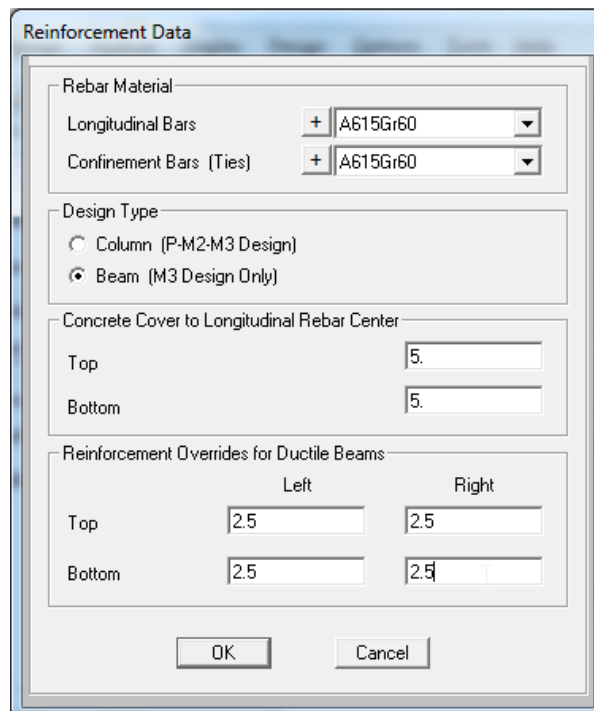 Reinforcement Data
Rebar Material
Longitudinal Bars + A615Gr60
Confinement Bars (Ties) + A615Gr60
Design Type
Column (P-M2-M3 Design)
Beam (M3 Design Only)
Concrete Cover to Longitudinal Rebar Center
Top 5.
Bottom 5.
Reinforcement Overrides for Ductile Beams
Left Right
Top 2.5 2.5
Bottom 2.5 2.5
OK Cancel